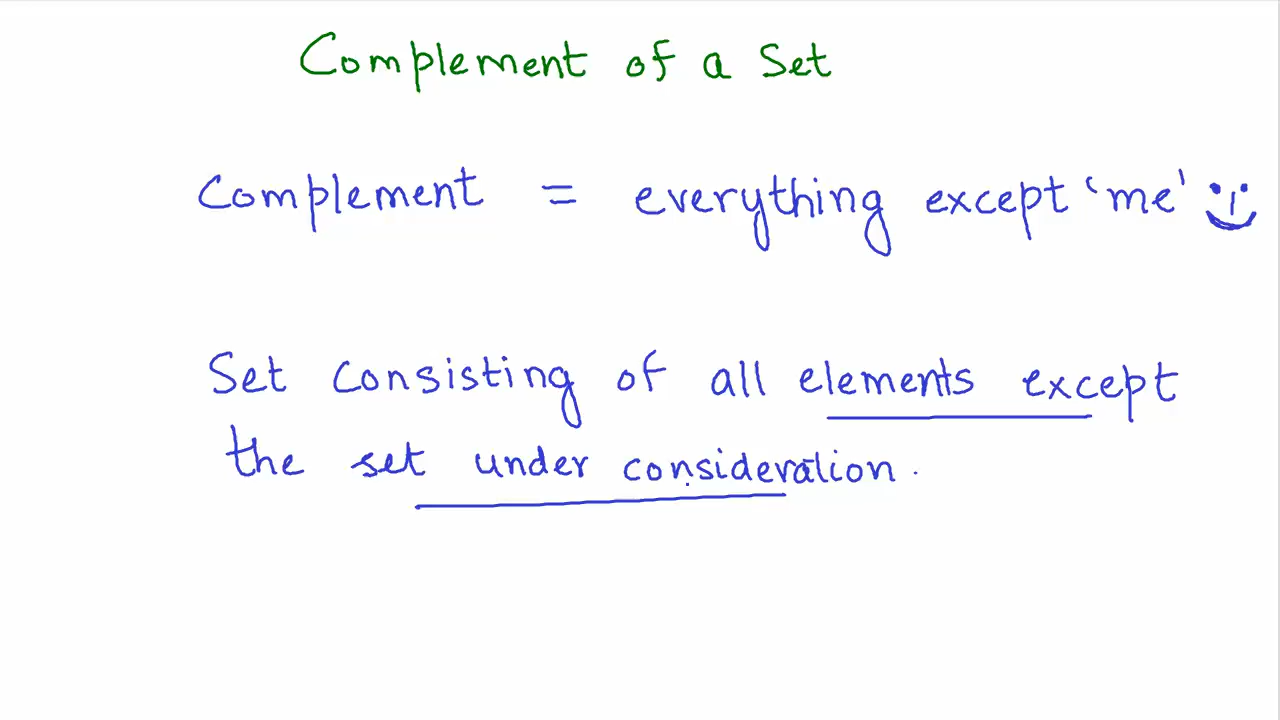 Complement of a Set
Complement = everything except 'me'
Set consisting of all elements except
the set under consideration.